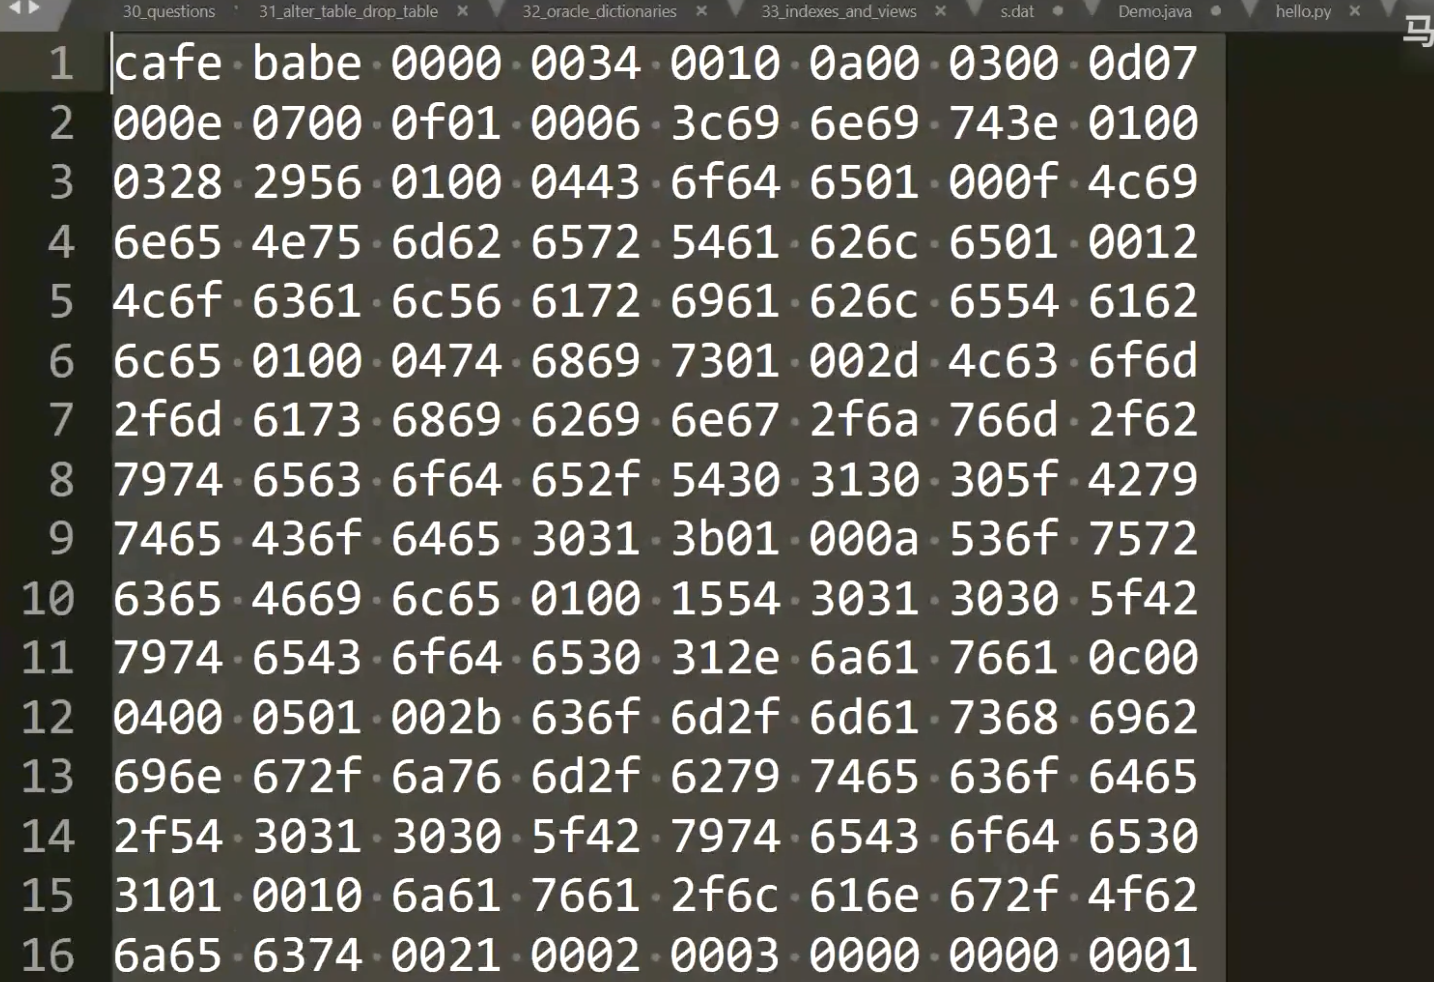 30_questions 31_alter_table_drop_table × 32_oracle_dictionaries × 33_indexes_and_views × s.dat Demo.java hello.py ×
马
1 cafe babe 0000 0034 0010 0a00 0300 0d07
2 000e 0700 0f01 0006 3c69 6e69 743e 0100
3 0328 2956 0100 0443 6f64 6501 000f 4c69
4 6e65 4e75 6d62 6572 5461 626c 6501 0012
5 4c6f 6361 6c56 6172 6961 626c 6554 6162
6 6c65 0100 0474 6869 7301 002d 4c63 6f6d
7 2f6d 6173 6869 6269 6e67 2f6a 766d 2f62
8 7974 6563 6f64 652f 5430 3130 305f 4279
9 7465 436f 6465 3031 3b01 000a 536f 7572
10 6365 4669 6c65 0100 1554 3031 3030 5f42
11 7974 6543 6f64 6530 312e 6a61 7661 0c00
12 0400 0501 002b 636f 6d2f 6d61 7368 6962
13 696e 672f 6a76 6d2f 6279 7465 636f 6465
14 2f54 3031 3030 5f42 7974 6543 6f64 6530
15 3101 0010 6a61 7661 2f6c 616e 672f 4f62
16 6a65 6374 0021 0002 0003 0000 0000 0001